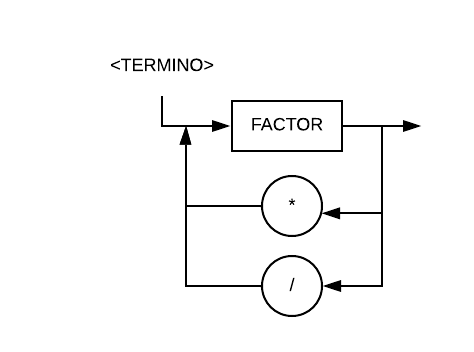 <TERMINO>
FACTOR
*
/